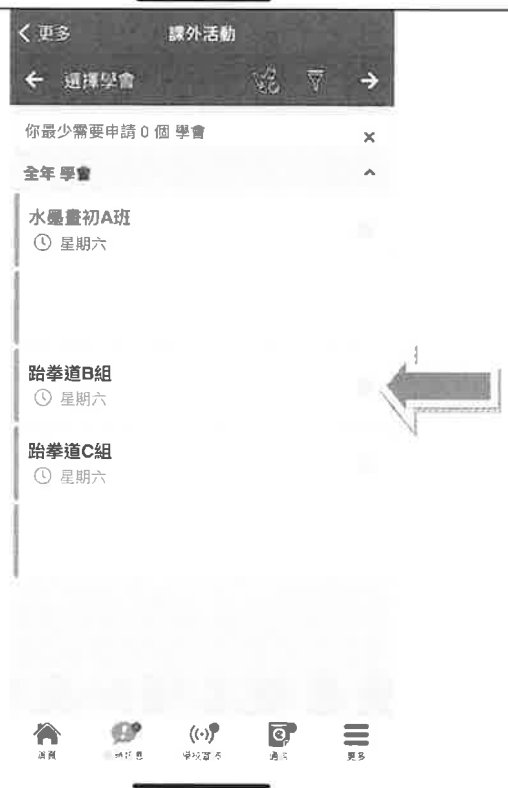 更多
課外活動
選擇學會
你最少需要申請 0 個 學會
全年 學會
水墨畫初A班
星期六
跆拳道B組
星期六
跆拳道C組
星期六
更多